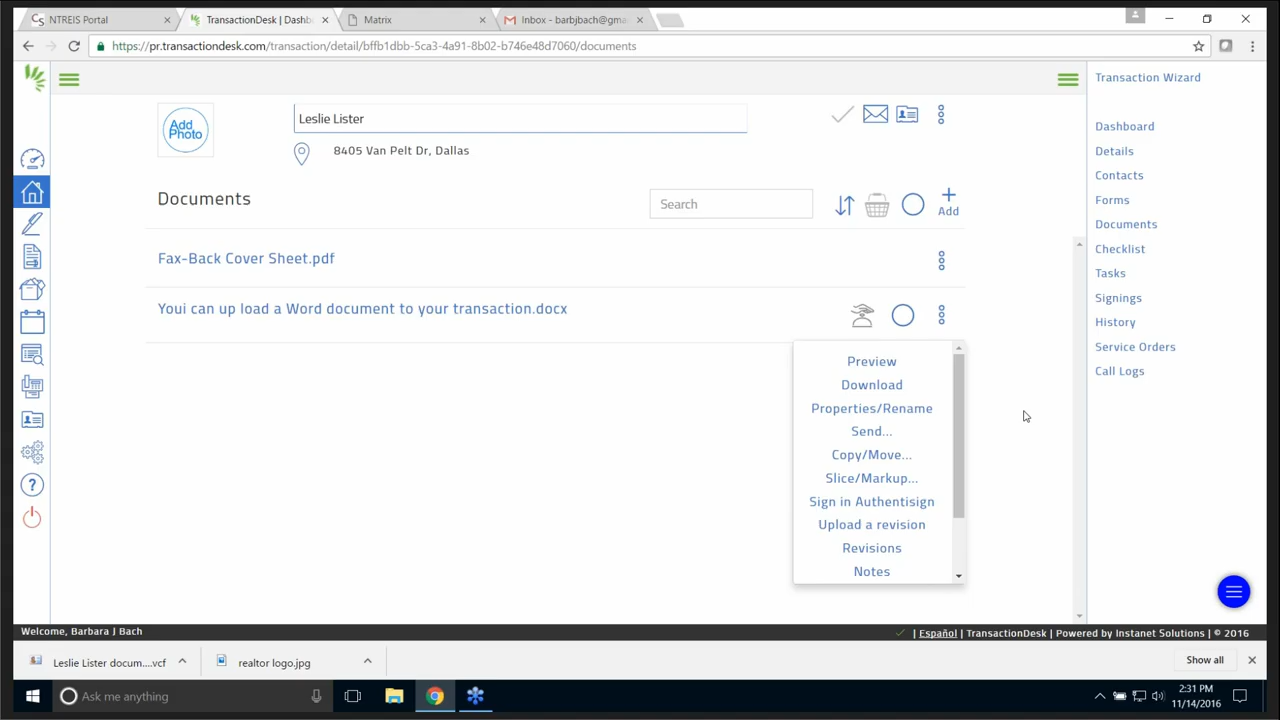 NTREIS Portal
TransactionDesk | Dashb
Matrix
Inbox - barbjbach@gma
https://pr.transactiondesk.com/transaction/detail/bffb1dbb-5ca3-4a91-8b02-b746e48d7060/documents
Transaction Wizard
Add
Photo
Leslie Lister
8405 Van Pelt Dr, Dallas
Dashboard
Details
Contacts
Forms
Documents
Checklist
Tasks
Signings
History
Service Orders
Call Logs
Documents
Search
Add
Fax-Back Cover Sheet.pdf
Youi can up load a Word document to your transaction.docx
Preview
Download
Properties/Rename
Send...
Copy/Move...
Slice/Markup...
Sign in Authentisign
Upload a revision
Revisions
Notes
?
Welcome, Barbara J Bach
| Español | TransactionDesk | Powered by Instanet Solutions | © 2016
Leslie Lister docum....vcf
realtor logo.jpg
Show all
Ask me anything
2:31 PM
11/14/2016